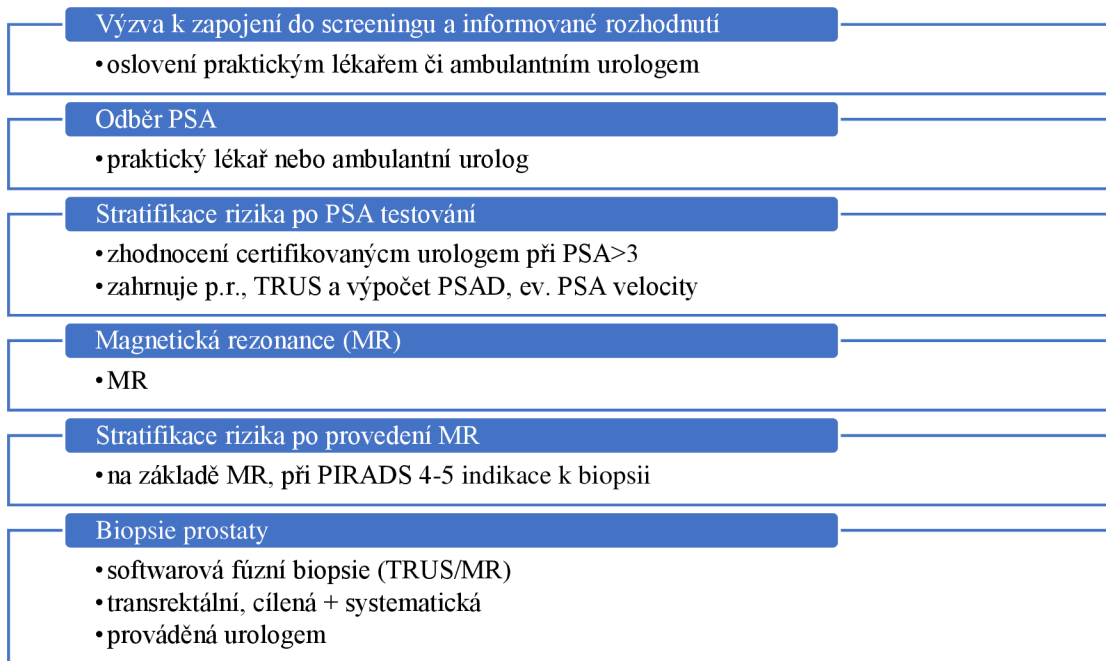 Výzva k zapojení do screeningu a informované rozhodnutí
• oslovení praktickým lékařem či ambulantním urologem
Odběr PSA
• praktický lékař nebo ambulantní urolog
Stratifikace rizika po PSA testování
• zhodnocení certifikovanýcm urologem při PSA>3
• zahrnuje p.r., TRUS a výpočet PSAD, ev. PSA velocity
Magnetická rezonance (MR)
• MR
Stratifikace rizika po provedení MR
• na základě MR, při PIRADS 4-5 indikace k biopsii
Biopsie prostaty
• softwarová fúzní biopsie (TRUS/MR)
• transrektální, cílená + systematická
• prováděná urologem